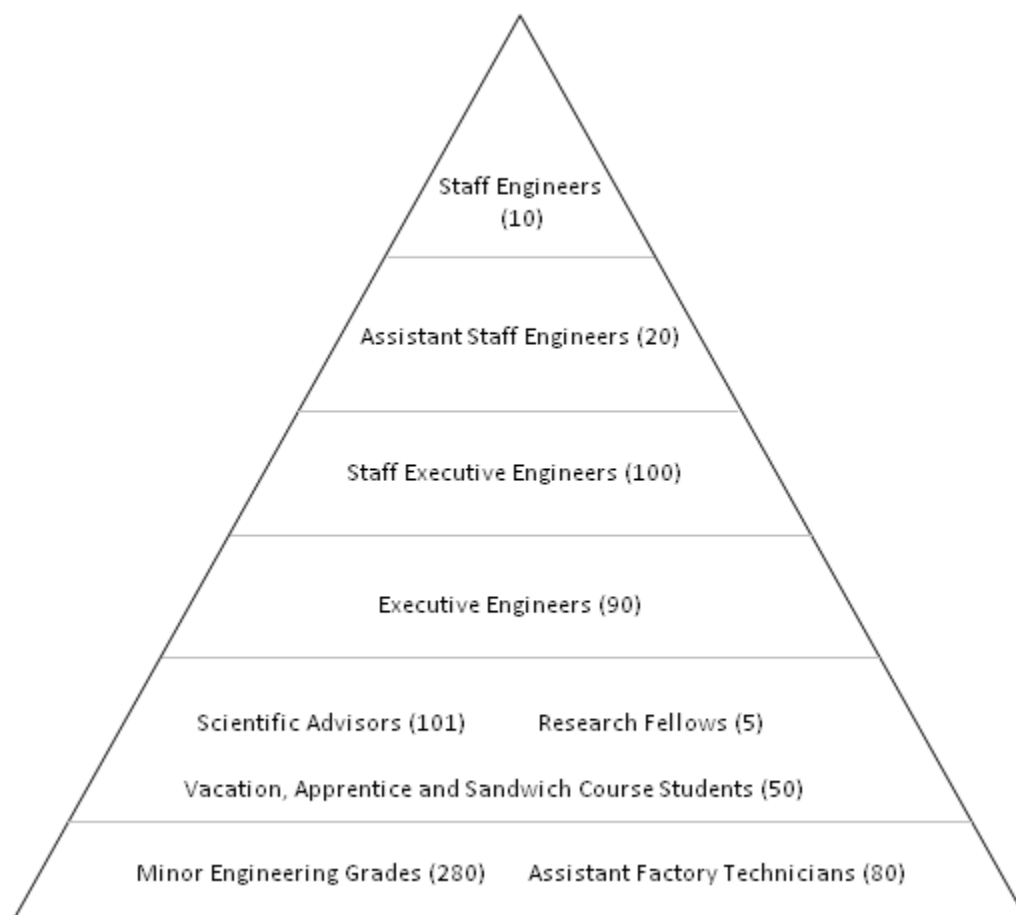 Staff Engineers
(10)
Assistant Staff Engineers (20)
Staff Executive Engineers (100)
Executive Engineers (90)
Scientific Advisors (101) Research Fellows (5)
Vacation, Apprentice and Sandwich Course Students (50)
Minor Engineering Grades (280) Assistant Factory Technicians (80)